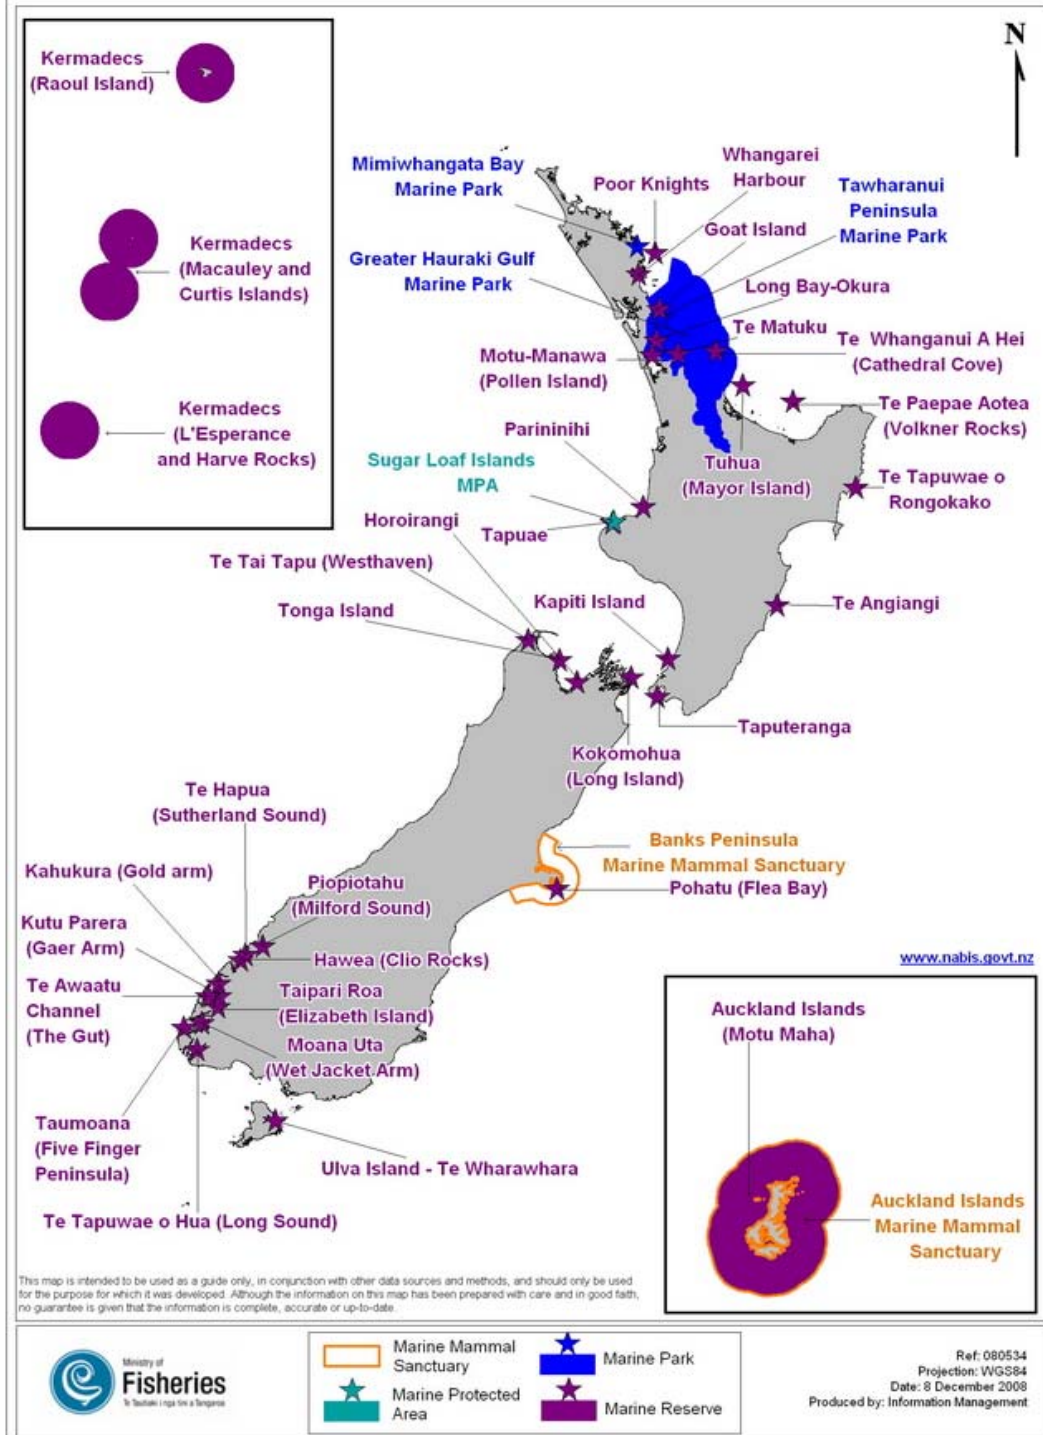 N
Kermadecs
(Raoul Island)
Kermadecs
(Macauley and
Curtis Islands)
Kermadecs
(L'Esperance
and Harve Rocks)
Mimiwhangata Bay
Marine Park
Poor Knights
Whangarei
Harbour
Goat Island
Tawharanui
Peninsula
Marine Park
Greater Hauraki Gulf
Marine Park
Long Bay-Okura
Te Matuku
Te Whanganui A Hei
(Cathedral Cove)
Motu-Manawa
(Pollen Island)
Te Paepae Aotea
(Volkner Rocks)
Parininihi
Tuhua
(Mayor Island)
Te Tapuwae o
Rongokako
Sugar Loaf Islands
MPA
Tapuae
Horoirangi
Te Tai Tapu (Westhaven)
Tonga Island
Kapiti Island
Te Angiangi
Taputeranga
Kokomohua
(Long Island)
Te Hapua
(Sutherland Sound)
Banks Peninsula
Marine Mammal Sanctuary
Pohatu (Flea Bay)
Kahukura (Gold arm)
Piopiotahu
(Milford Sound)
Kutu Parera
(Gaer Arm)
Hawea (Clio Rocks)
Te Awaatu
Channel
(The Gut)
Taipari Roa
(Elizabeth Island)
Moana Uta
(Wet Jacket Arm)
Taumoana
(Five Finger
Peninsula)
Ulva Island - Te Wharawhara
Te Tapuwae o Hua (Long Sound)
www.nabis.govt.nz
Auckland Islands
(Motu Maha)
Auckland Islands
Marine Mammal
Sanctuary
This map is intended to be used as a guide only, in conjunction with other data sources and methods, and should only be used
for the purpose for which it was developed. Although the information on this map has been prepared with care and in good faith,
no guarantee is given that the information is complete, accurate or up-to-date.
Ministry of
Fisheries
Te Tautiaki i nga tini a Tangaroa
Marine Mammal
Sanctuary
Marine Park
Marine Protected
Area
Marine Reserve
Ref: 080534
Projection: WGS84
Date: 8 December 2008
Produced by: Information Management